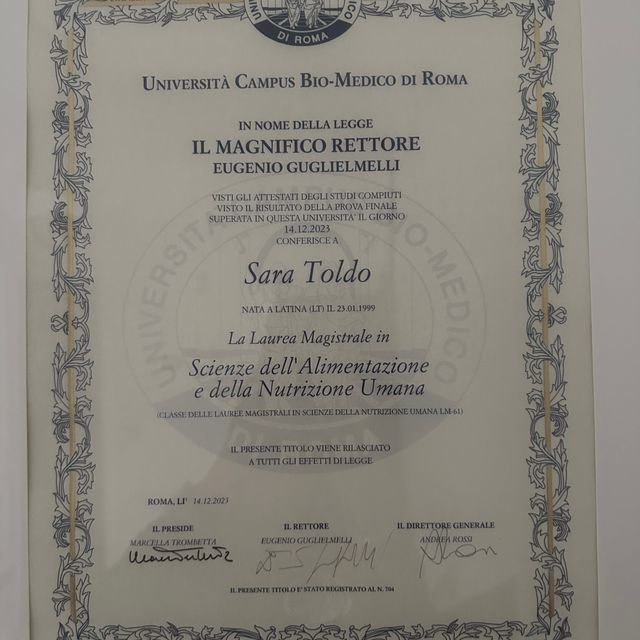 DI ROMA
UNIVERSITÀ CAMPUS BIO-MEDICO DI ROMA
IN NOME DELLA LEGGE
IL MAGNIFICO RETTORE
EUGENIO GUGLIELMELLI
VISTI GLI ATTESTATI DEGLI STUDI COMPIUTI
VISTO IL RISULTATO DELLA PROVA FINALE
SUPERATA IN QUESTA UNIVERSITA' IL GIORNO
14.12.2023
CONFERISCE A
Sara Toldo
NATA A LATINA (LT) IL 23.01.1999
La Laurea Magistrale in
Scienze dell'Alimentazione
e della Nutrizione Umana
(CLASSE DELLE LAUREE MAGISTRALI IN SCIENZE DELLA NUTRIZIONE UMANA LM-61)
IL PRESENTE TITOLO VIENE RILASCIATO
A TUTTI GLI EFFETTI DI LEGGE
ROMA, LI' 14.12.2023
IL PRESIDE IL RETTORE IL DIRETTORE GENERALE
MARCELLA TROMBETTA EUGENIO GUGLIELMELLI ANDREA ROSSI
IL PRESENTE TITOLO E' STATO REGISTRATO AL N. 704